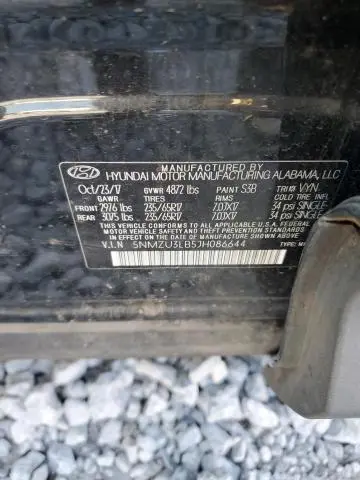 MANUFACTURED BY
HYUNDAI MOTOR MANUFACTURING ALABAMA, LLC
Oct/23/17 GVWR 4872 lbs PAINT S3B TRIM VYN
GAWR TIRES RIMS COLD TIRE INFL
FRONT 2976 lbs 235/65R17 7.0JX17 34 psi SINGLE
REAR 3075 lbs 235/65R17 7.0JX17 34 psi SINGLE
THIS VEHICLE CONFORMS TO ALL APPLICABLE U.S.A. FEDERAL
MOTOR VEHICLE SAFETY AND THEFT PREVENTION STANDARDS
IN EFFECT ON THE DATE OF MANUFACTURE SHOWN ABOVE.
V.I.N 5NMZU3LB5JH086644 TYPE: